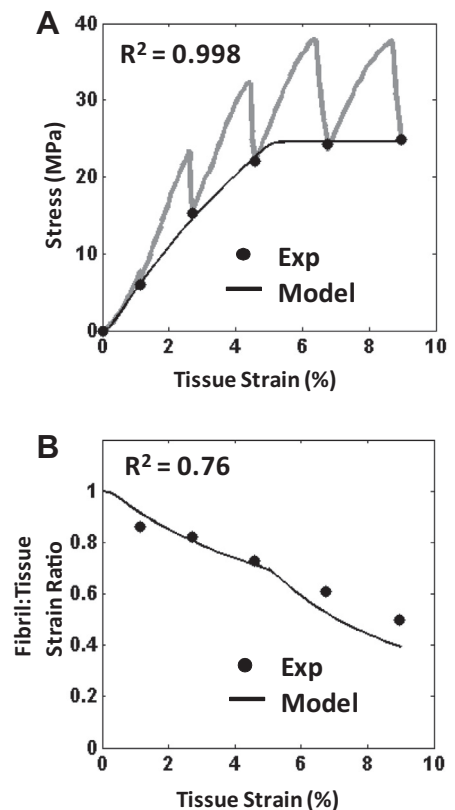 A
R² = 0.998
40
30
20
10
0
Stress (MPa)
Exp
Model
0 2 4 6 8 10
Tissue Strain (%)
B
R² = 0.76
1
0.8
0.6
0.4
0.2
0
Fibril:Tissue
Strain Ratio
Exp
Model
0 2 4 6 8 10
Tissue Strain (%)